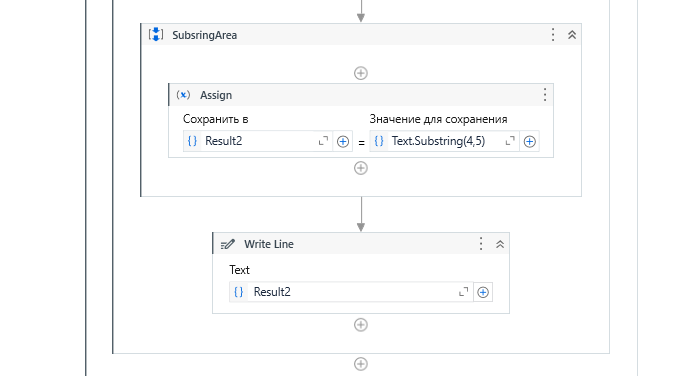 SubsringArea
Assign
Сохранить в
Значение для сохранения
Result2
=
Text.Substring(4,5)
Write Line
Text
Result2